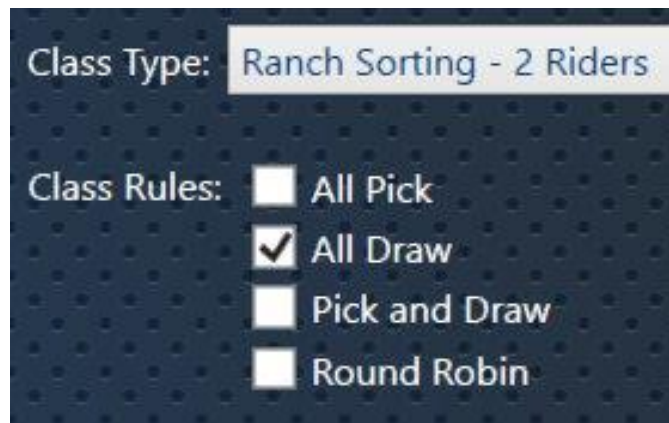 Class Type: Ranch Sorting - 2 Riders
Class Rules: All Pick
All Draw
Pick and Draw
Round Robin